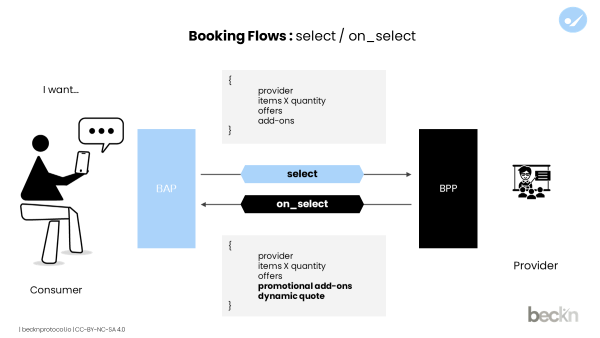 Booking Flows : select / on_select
I want...
{
provider
items X quantity
offers
add-ons
}
BAP
select
on_select
BPP
{
provider
items X quantity
offers
promotional add-ons
dynamic quote
}
Consumer
Provider
beckn
| becknprotocol.io | CC-BY-NC-SA 4.0